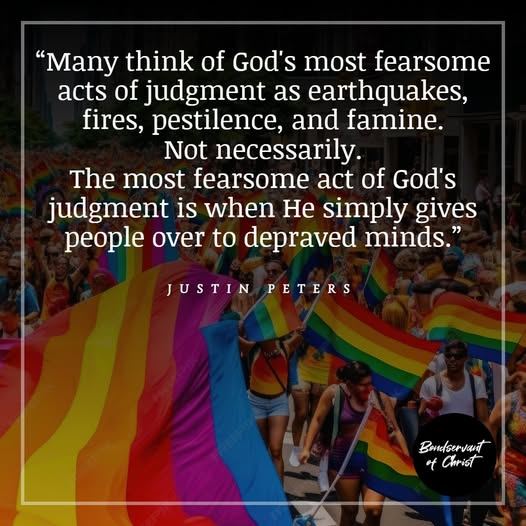 “Many think of God's most fearsome
acts of judgment as earthquakes,
fires, pestilence, and famine.
Not necessarily.
The most fearsome act of God's
judgment is when He simply gives
people over to depraved minds.”
JUSTIN PETERS
Bondservant
of Christ